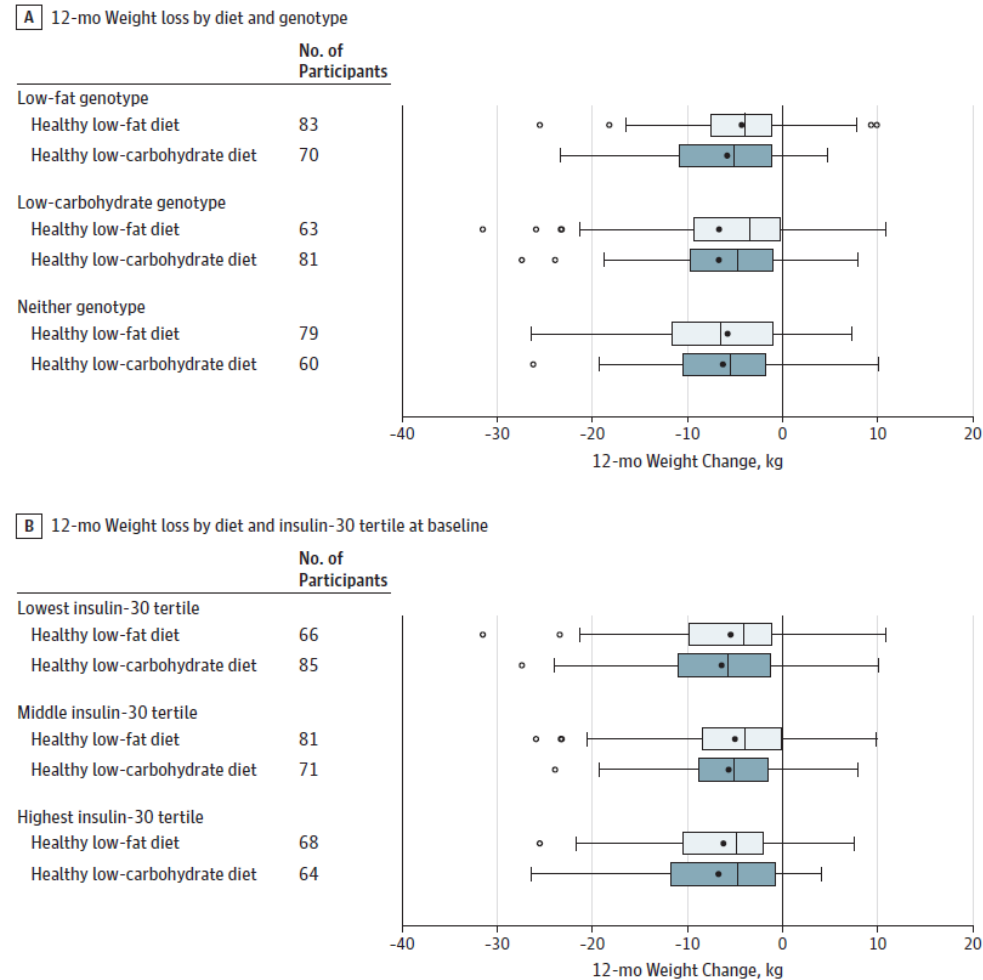 A 12-mo Weight loss by diet and genotype
No. of
Participants
Low-fat genotype
Healthy low-fat diet 83
Healthy low-carbohydrate diet 70
Low-carbohydrate genotype
Healthy low-fat diet 63
Healthy low-carbohydrate diet 81
Neither genotype
Healthy low-fat diet 79
Healthy low-carbohydrate diet 60
-40 -30 -20 -10 0 10 20
12-mo Weight Change, kg
B 12-mo Weight loss by diet and insulin-30 tertile at baseline
No. of
Participants
Lowest insulin-30 tertile
Healthy low-fat diet 66
Healthy low-carbohydrate diet 85
Middle insulin-30 tertile
Healthy low-fat diet 81
Healthy low-carbohydrate diet 71
Highest insulin-30 tertile
Healthy low-fat diet 68
Healthy low-carbohydrate diet 64
-40 -30 -20 -10 0 10 20
12-mo Weight Change, kg